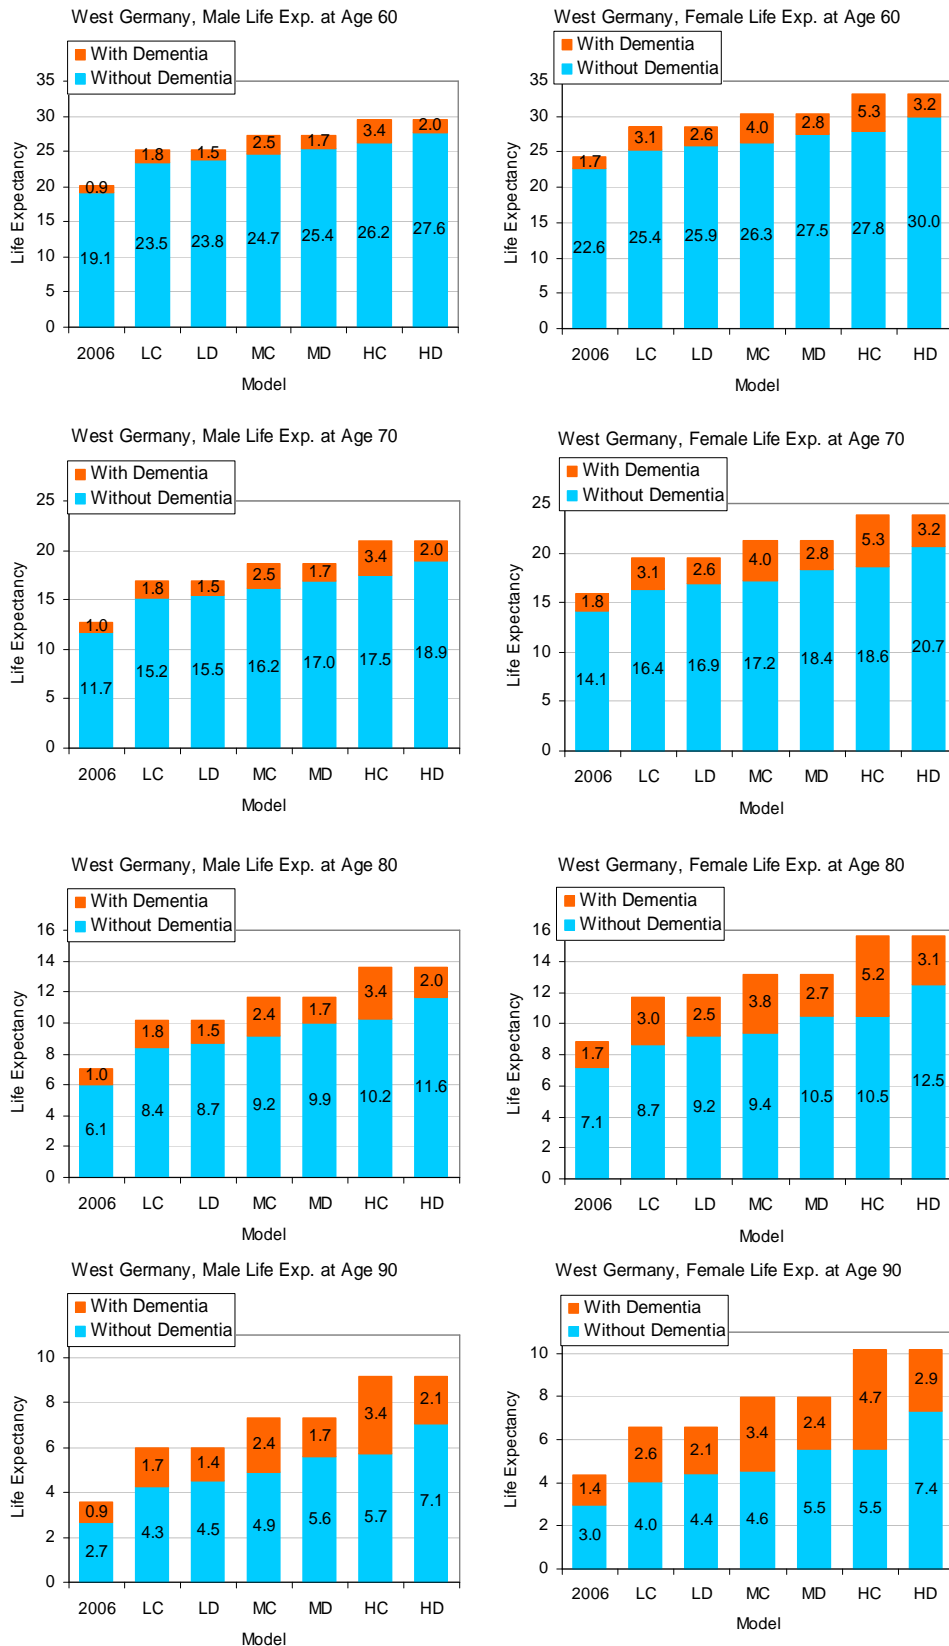 West Germany, Male Life Exp. at Age 60
With Dementia
Without Dementia
35
30
25
20
15
10
5
0
Life Expectancy
0.9 1.8 1.5 2.5 1.7 3.4 2.0
19.1 23.5 23.8 24.7 25.4 26.2 27.6
2006 LC LD MC MD HC HD
Model
West Germany, Female Life Exp. at Age 60
With Dementia
Without Dementia
35
30
25
20
15
10
5
0
Life Expectancy
1.7 3.1 2.6 4.0 2.8 5.3 3.2
22.6 25.4 25.9 26.3 27.5 27.8 30.0
2006 LC LD MC MD HC HD
Model
West Germany, Male Life Exp. at Age 70
With Dementia
Without Dementia
25
20
15
10
5
0
Life Expectancy
1.0 1.8 1.5 2.5 1.7 3.4 2.0
11.7 15.2 15.5 16.2 17.0 17.5 18.9
2006 LC LD MC MD HC HD
Model
West Germany, Female Life Exp. at Age 70
With Dementia
Without Dementia
25
20
15
10
5
0
Life Expectancy
1.8 3.1 2.6 4.0 2.8 5.3 3.2
14.1 16.4 16.9 17.2 18.4 18.6 20.7
2006 LC LD MC MD HC HD
Model
West Germany, Male Life Exp. at Age 80
With Dementia
Without Dementia
16
14
12
10
8
6
4
2
0
Life Expectancy
1.0 1.8 1.5 2.4 1.7 3.4 2.0
6.1 8.4 8.7 9.2 9.9 10.2 11.6
2006 LC LD MC MD HC HD
Model
West Germany, Female Life Exp. at Age 80
With Dementia
Without Dementia
16
14
12
10
8
6
4
2
0
Life Expectancy
1.7 3.0 2.5 3.8 2.7 5.2 3.1
7.1 8.7 9.2 9.4 10.5 10.5 12.5
2006 LC LD MC MD HC HD
Model
West Germany, Male Life Exp. at Age 90
With Dementia
Without Dementia
10
8
6
4
2
0
Life Expectancy
0.9 1.7 1.4 2.4 1.7 3.4 2.1
2.7 4.3 4.5 4.9 5.6 5.7 7.1
2006 LC LD MC MD HC HD
Model
West Germany, Female Life Exp. at Age 90
With Dementia
Without Dementia
10
8
6
4
2
0
Life Expectancy
1.4 2.6 2.1 3.4 2.4 4.7 2.9
3.0 4.0 4.4 4.6 5.5 5.5 7.4
2006 LC LD MC MD HC HD
Model